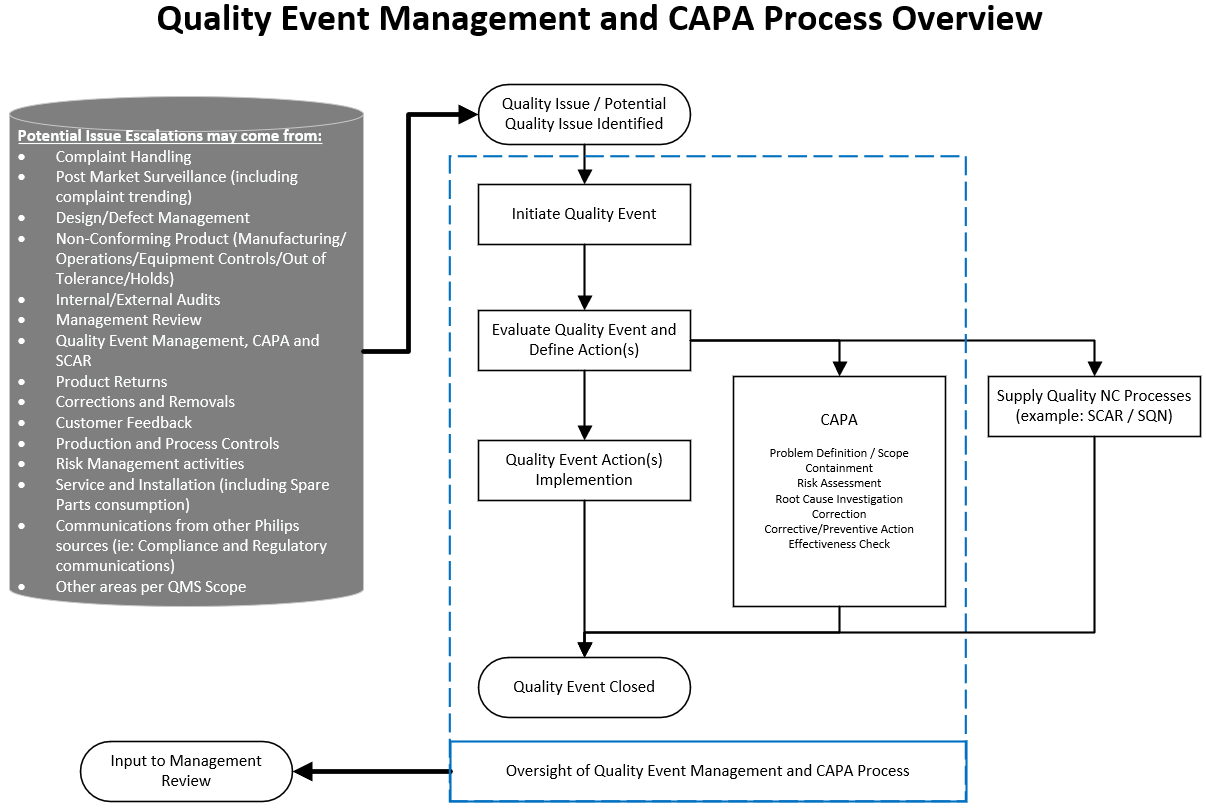 Quality Event Management and CAPA Process Overview
Potential Issue Escalations may come from:
• Complaint Handling
• Post Market Surveillance (including
complaint trending)
• Design/Defect Management
• Non-Conforming Product (Manufacturing/
Operations/Equipment Controls/Out of
Tolerance/Holds)
• Internal/External Audits
• Management Review
• Quality Event Management, CAPA and
SCAR
• Product Returns
• Corrections and Removals
• Customer Feedback
• Production and Process Controls
• Risk Management activities
• Service and Installation (including Spare
Parts consumption)
• Communications from other Philips
sources (ie: Compliance and Regulatory
communications)
• Other areas per QMS Scope
Quality Issue / Potential
Quality Issue Identified
Initiate Quality Event
Evaluate Quality Event and
Define Action(s)
Quality Event Action(s)
Implemention
CAPA
Problem Definition / Scope
Containment
Risk Assessment
Root Cause Investigation
Correction
Corrective/Preventive Action
Effectiveness Check
Supply Quality NC Processes
(example: SCAR / SQN)
Quality Event Closed
Oversight of Quality Event Management and CAPA Process
Input to Management
Review